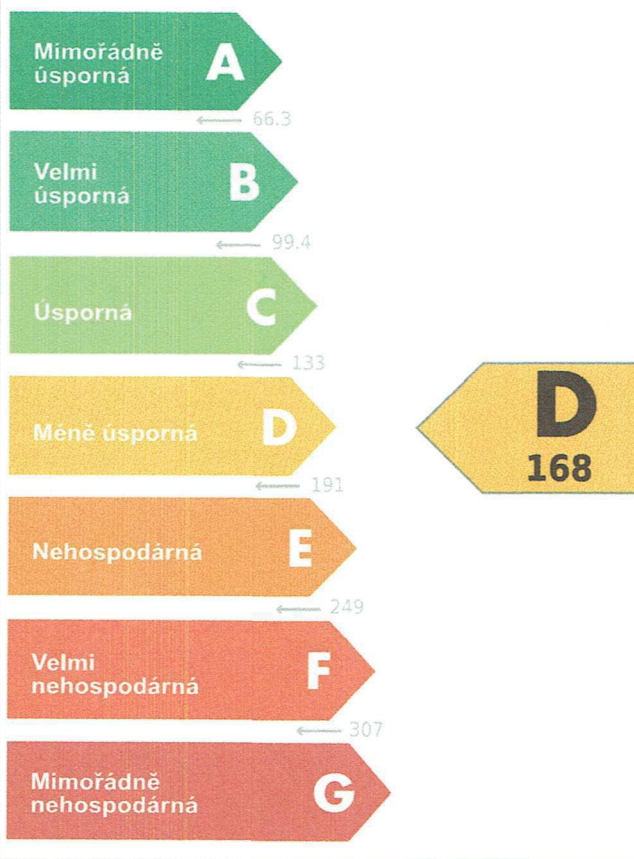 Mimořádně
úsporná
A
66.3
Velmi
úsporná
B
99.4
Úsporná
C
133
D
168
Méně úsporná
D
191
Nehospodárná
E
249
Velmi
nehospodárná
F
307
Mimořádně
nehospodárná
G